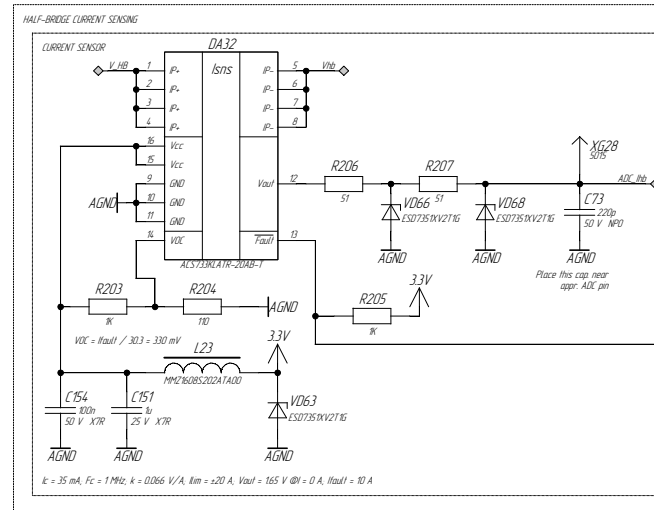 HALF-BRIDGE CURRENT SENSING
CURRENT SENSOR
DA32
Isns
V_HB 1 IP+ IP- 5 Vhb
2 IP+ IP- 6
3 IP+ IP- 7
4 IP+ IP- 8
16 Vcc
15 Vcc
9 GND Vout 12
AGND 10 GND
11 GND
14 VOC Fault 13
ACS733KLATR-20AB-T
R206
51
R207
51
XG28
5015
ADC_Ihb
VD66
ESD7351XV2T1G
AGND
VD68
ESD7351XV2T1G
AGND
C73
220p
50 V NPO
AGND
Place this cap. near
appr. ADC pin
R203
1K
R204
110
AGND
R205
1K
3.3V
VOC = Ifault / 30.3 = 330 mV
L23
MMZ1608S202ATA00
3.3V
C154
100n
50 V X7R
AGND
C151
1u
25 V X7R
AGND
VD63
ESD7351XV2T1G
AGND
Ic = 35 mA, Fc = 1 MHz, k = 0.066 V/A, Ilim = ±20 A, Vout = 1.65 V @I = 0 A, Ifault = 10 A